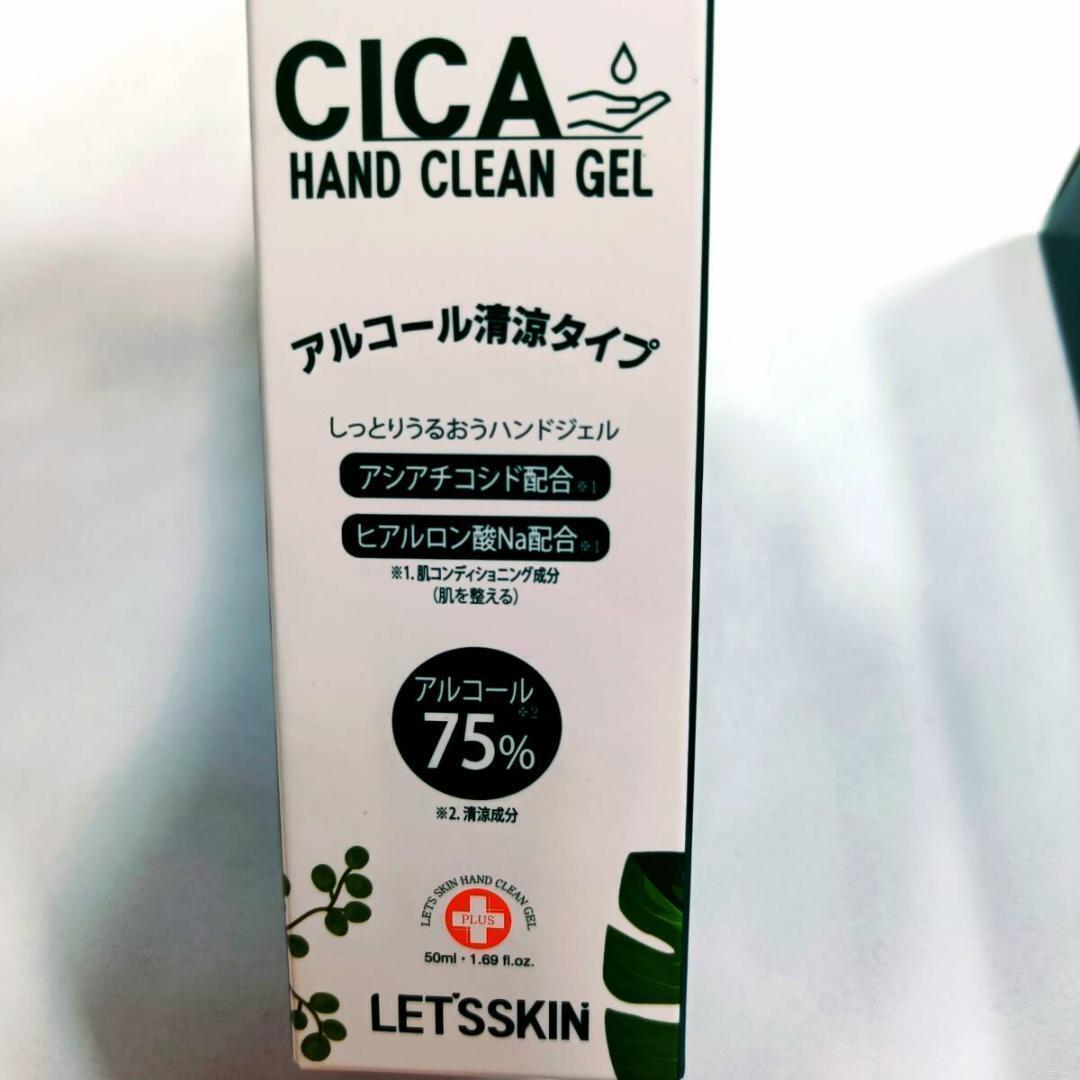 CICA
HAND CLEAN GEL
アルコール清涼タイプ
しっとりうるおうハンドジェル
アシアチコシド配合※1
ヒアルロン酸Na配合※1
※1.肌コンディショニング成分
(肌を整える)
アルコール※2
75%
※2.清涼成分
LETS SKIN HAND CLEAN GEL
PLUS
50ml・1.69 fl.oz.
LET'SSKIN